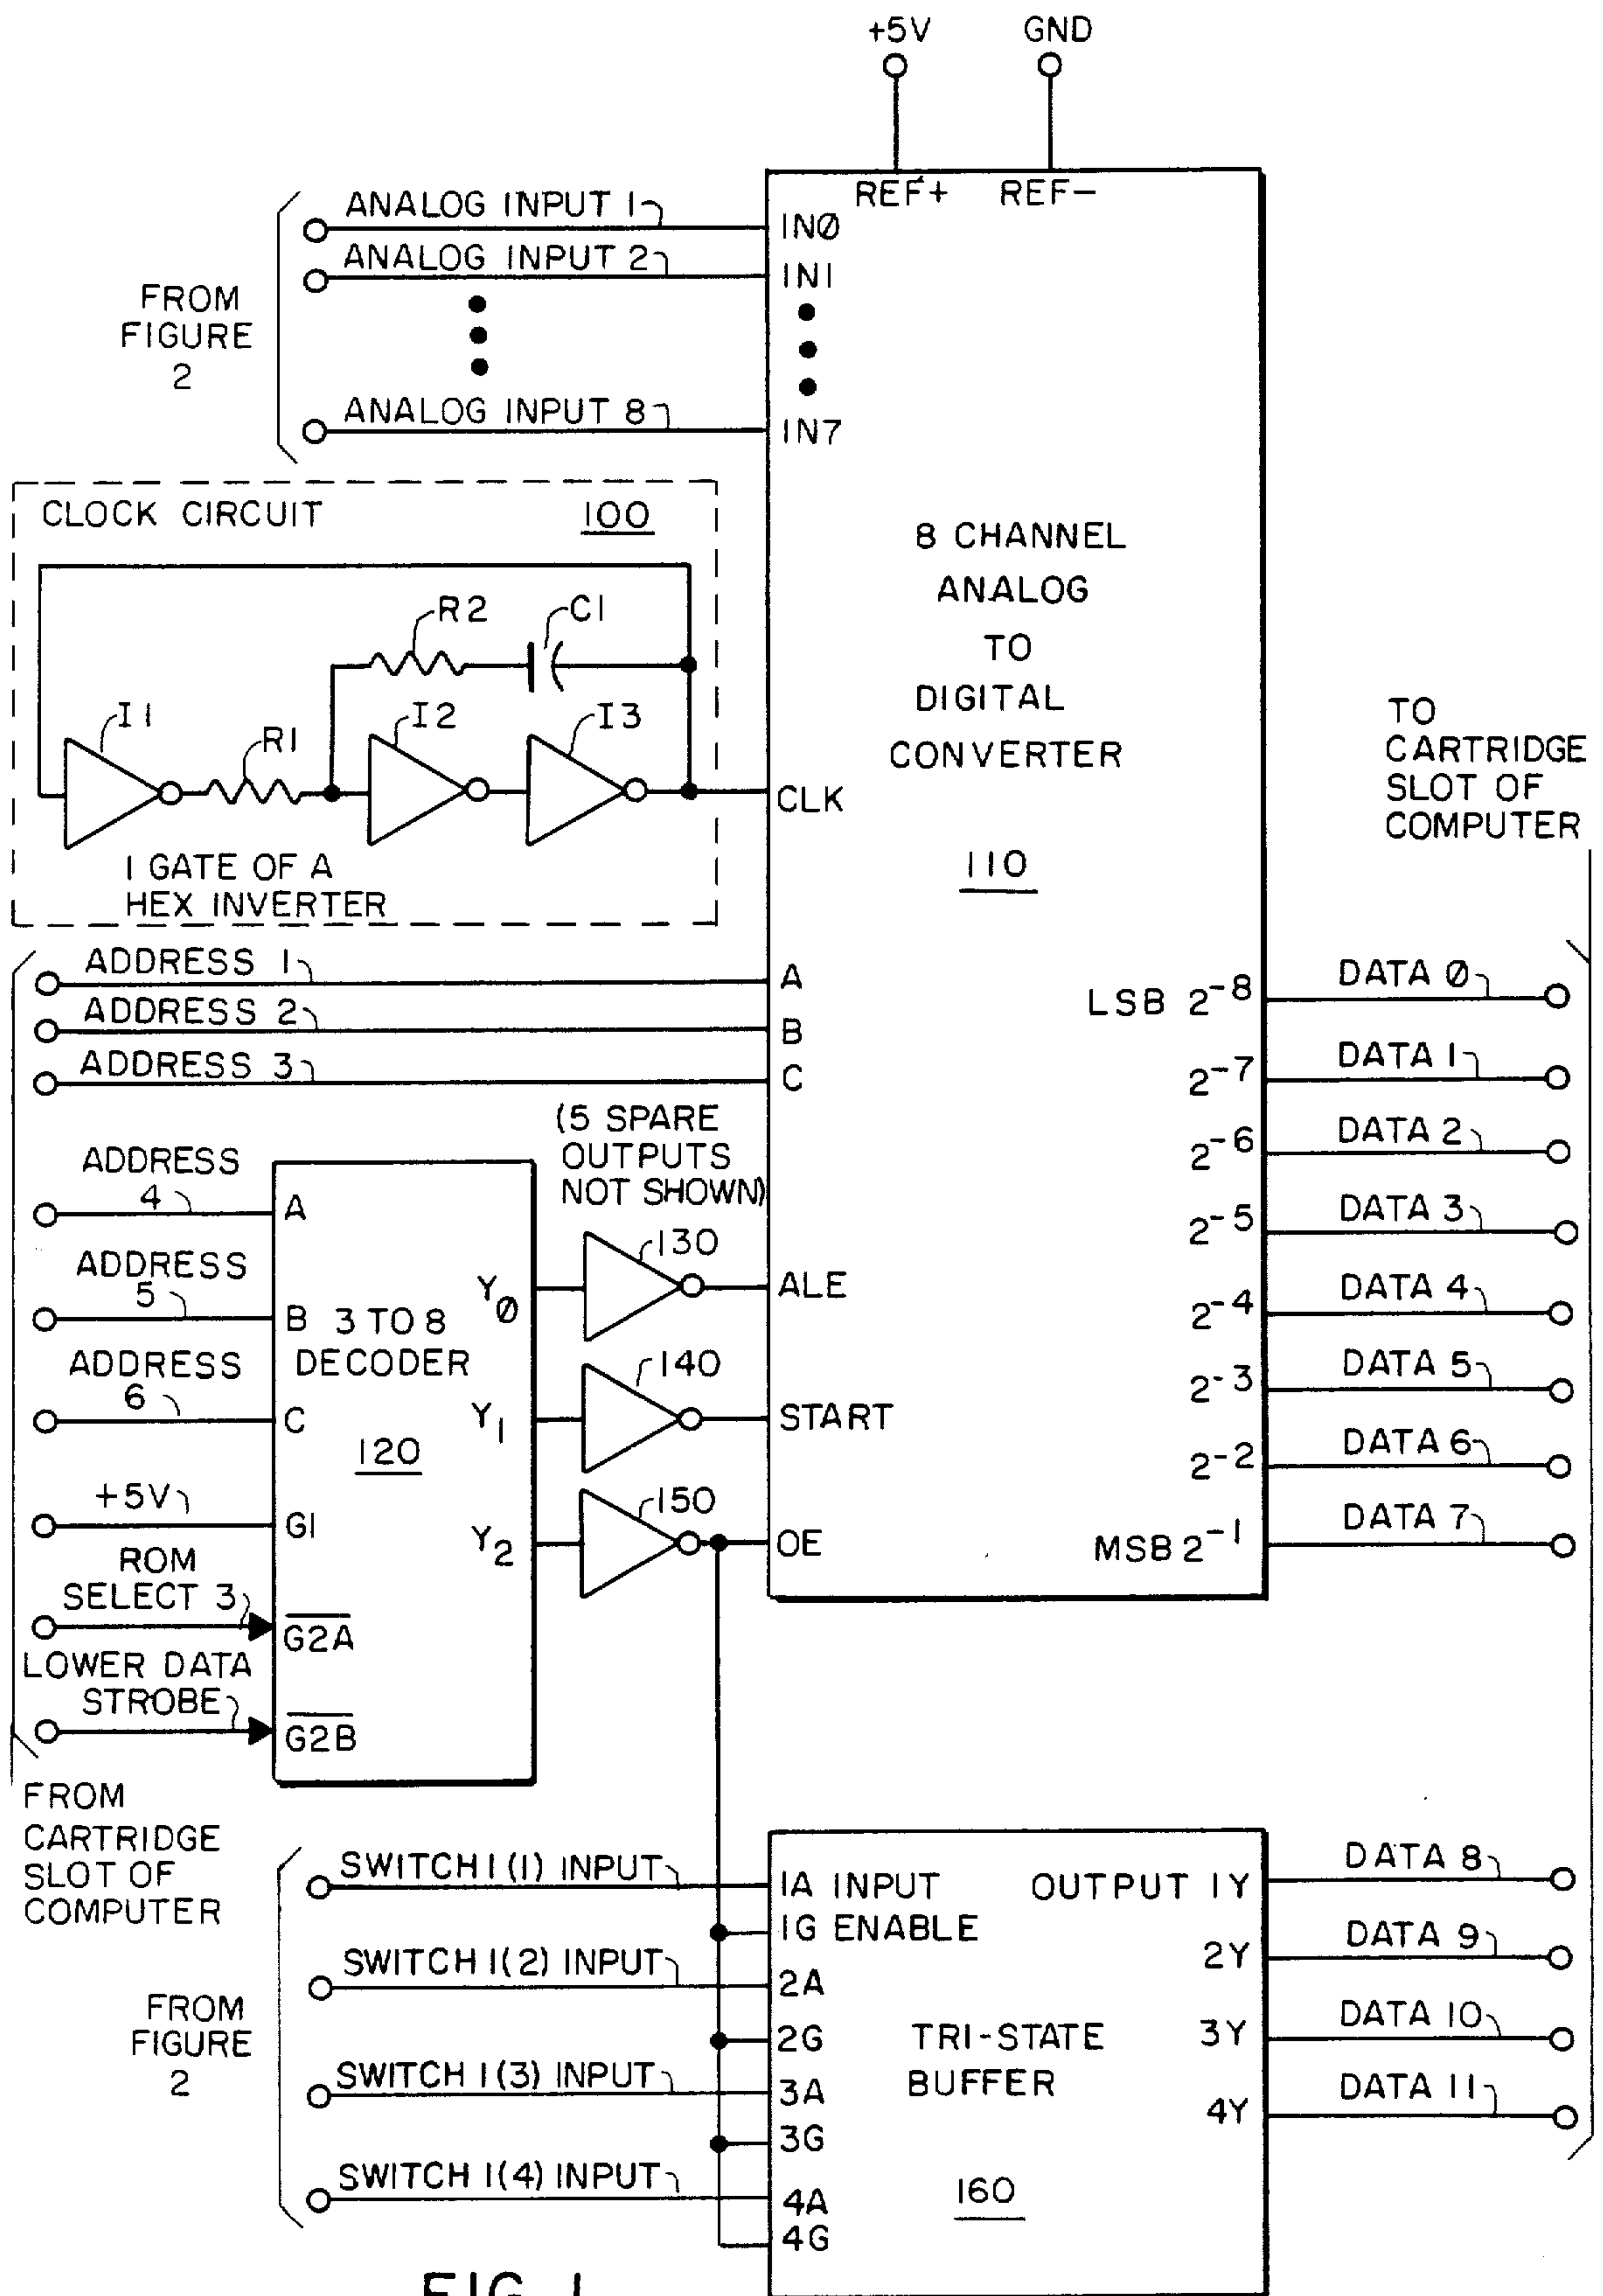 +5V GND
REF+ REF-
ANALOG INPUT 1
IN0
ANALOG INPUT 2
IN1
FROM
FIGURE
2
ANALOG INPUT 8
IN7
CLOCK CIRCUIT 100
R2 C1
I1 R1 I2 I3
CLK
1 GATE OF A
HEX INVERTER
8 CHANNEL
ANALOG
TO
DIGITAL
CONVERTER
110
TO
CARTRIDGE
SLOT OF
COMPUTER
ADDRESS 1
A
ADDRESS 2
B
ADDRESS 3
C
LSB 2⁻⁸ DATA 0
2⁻⁷ DATA 1
2⁻⁶ DATA 2
2⁻⁵ DATA 3
2⁻⁴ DATA 4
2⁻³ DATA 5
2⁻² DATA 6
MSB 2⁻¹ DATA 7
(5 SPARE
OUTPUTS
NOT SHOWN)
ADDRESS
4
A
ADDRESS
5
B
ADDRESS
6
C
+5V
G1
ROM
SELECT 3
G2A
LOWER DATA
STROBE
G2B
3 TO 8
DECODER
120
Y0 130 ALE
Y1 140 START
Y2 150 OE
FROM
CARTRIDGE
SLOT OF
COMPUTER
SWITCH 1(1) INPUT
1A INPUT
1G ENABLE
SWITCH 1(2) INPUT
2A
2G
SWITCH 1(3) INPUT
3A
3G
SWITCH 1(4) INPUT
4A
4G
FROM
FIGURE
2
TRI-STATE
BUFFER
160
OUTPUT 1Y DATA 8
2Y DATA 9
3Y DATA 10
4Y DATA 11
FIG. 1